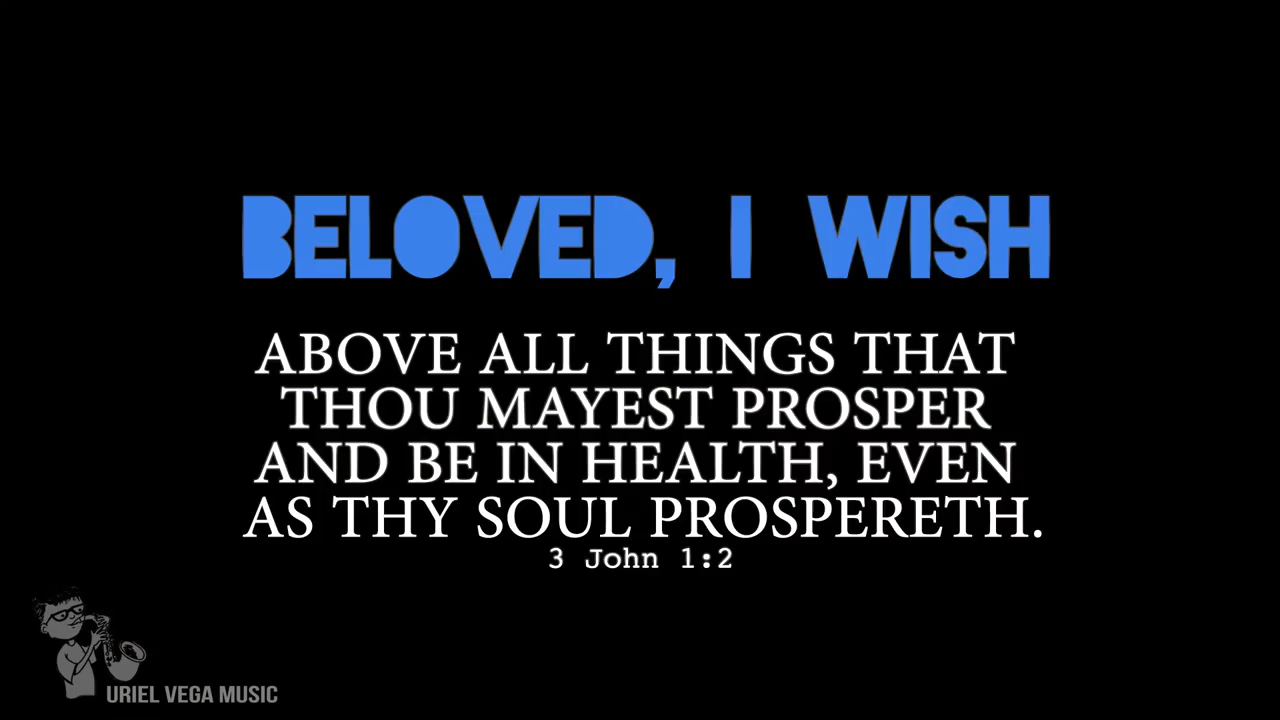 BELOVED, I WISH
ABOVE ALL THINGS THAT
THOU MAYEST PROSPER
AND BE IN HEALTH, EVEN
AS THY SOUL PROSPERETH.
3 John 1:2
URIEL VEGA MUSIC